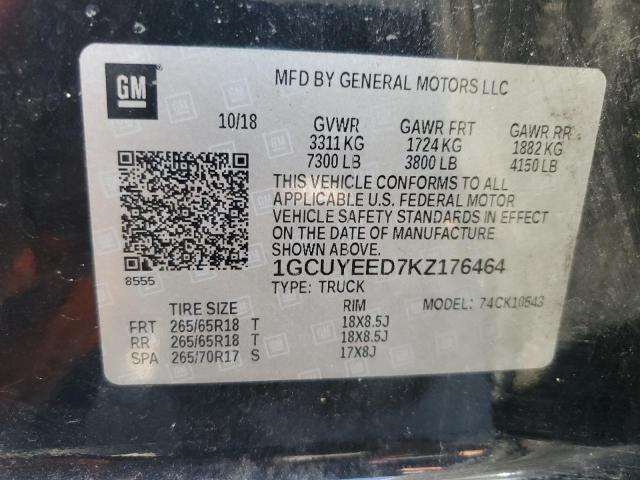 GM
MFD BY GENERAL MOTORS LLC
10/18 GVWR GAWR FRT GAWR RR
3311 KG 1724 KG 1882 KG
7300 LB 3800 LB 4150 LB
THIS VEHICLE CONFORMS TO ALL
APPLICABLE U.S. FEDERAL MOTOR
VEHICLE SAFETY STANDARDS IN EFFECT
ON THE DATE OF MANUFACTURE
SHOWN ABOVE.
8555 1GCUYEED7KZ176464
TYPE: TRUCK MODEL: 74CK10543
TIRE SIZE RIM
FRT 265/65R18 T 18X8.5J
RR 265/65R18 T 18X8.5J
SPA 265/70R17 S 17X8J